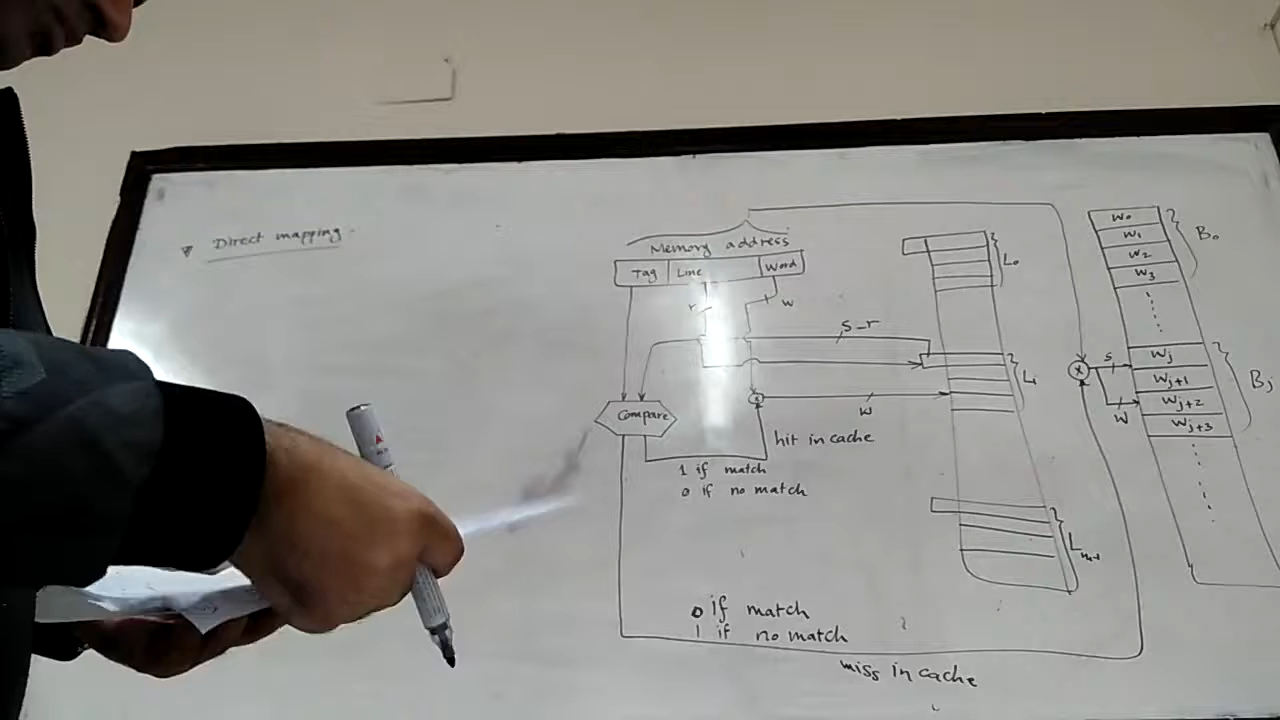 Direct mapping
Memory address
Tag Line Word
r
w
s-r
Compare
w
hit in cache
1 if match
0 if no match
0 if match
1 if no match
miss in cache
L0
Li
s
w
W0
W1
W2
W3
B0
Wj
Wj+1
Wj+2
Wj+3
Bj